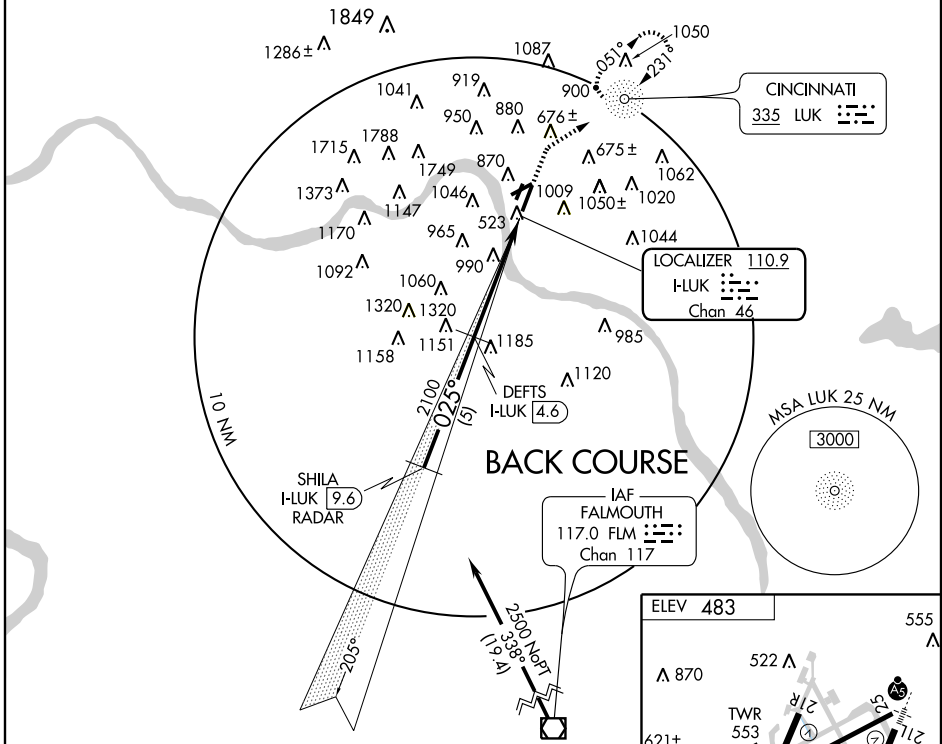 1849
1286±
1087
1050
051°
231°
900
CINCINNATI
335 LUK
919
1041
950
880
676±
1788
1715
1749
870
675±
1062
1373
1147
1046
1009
1050±
1020
1170
523
965
1044
990
1092
LOCALIZER 110.9
I-LUK
Chan 46
1060
1320
1320
1151
1185
985
1158
1120
DEFTS
I-LUK 4.6
2100
025°
(5)
10 NM
MSA LUK 25 NM
3000
BACK COURSE
SHILA
I-LUK 9.6
RADAR
IAF
FALMOUTH
117.0 FLM
Chan 117
2500 NoPT
338°
(19.4)
205°
ELEV 483
555
870
522
A5
TWR
553
21R
25
21L
621±